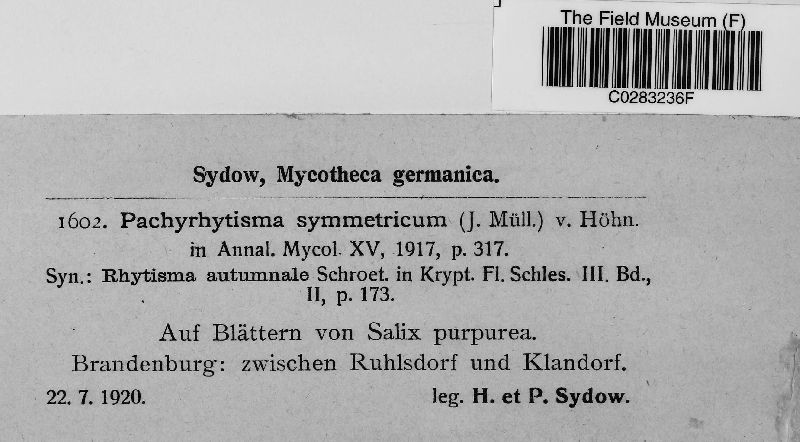 The Field Museum (F)
C0283236F
Sydow, Mycotheca germanica.
1602. Pachyrhytisma symmetricum (J. Müll.) v. Höhn.
in Annal. Mycol. XV, 1917, p. 317.
Syn.: Rhytisma autumnale Schroet. in Krypt. Fl. Schles. III. Bd.,
II, p. 173.
Auf Blättern von Salix purpurea.
Brandenburg: zwischen Ruhlsdorf und Klandorf.
22. 7. 1920. leg. H. et P. Sydow.